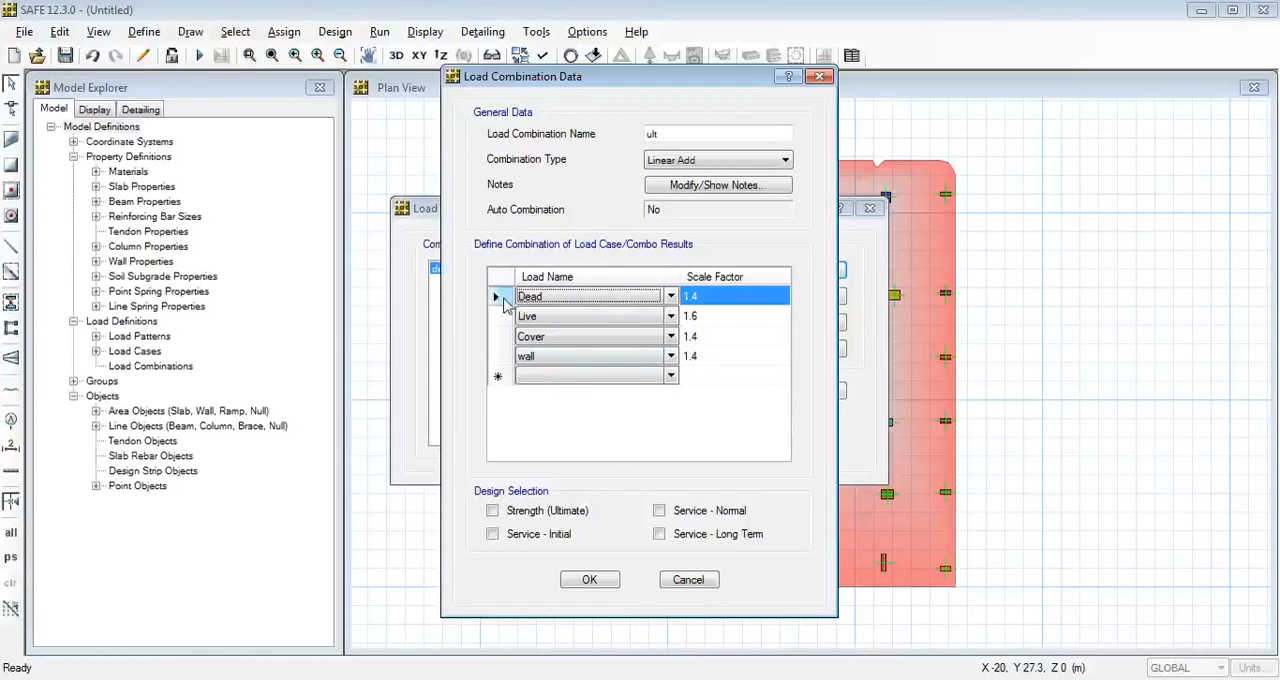 SAFE 12.3.0 - (Untitled)
File Edit View Define Draw Select Assign Design Run Display Detailing Tools Options Help
3D XY
Model Explorer
Model Display Detailing
Model Definitions
Coordinate Systems
Property Definitions
Materials
Slab Properties
Beam Properties
Reinforcing Bar Sizes
Tendon Properties
Column Properties
Wall Properties
Soil Subgrade Properties
Point Spring Properties
Line Spring Properties
Load Definitions
Load Patterns
Load Cases
Load Combinations
Groups
Objects
Area Objects (Slab, Wall, Ramp, Null)
Line Objects (Beam, Column, Brace, Null)
Tendon Objects
Slab Rebar Objects
Design Strip Objects
Point Objects
all
ps
clr
Plan View
Load
Load Combination Data
General Data
Load Combination Name ult
Combination Type Linear Add
Notes Modify/Show Notes...
Auto Combination No
Define Combination of Load Case/Combo Results
Load Name Scale Factor
Dead 1.4
Live 1.6
Cover 1.4
wall 1.4
Design Selection
Strength (Ultimate) Service - Normal
Service - Initial Service - Long Term
OK Cancel
Ready
X -20, Y 27.3, Z 0 (m)
GLOBAL
Units...